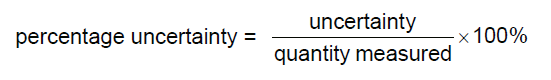 percentage uncertainty = uncertainty / quantity measured × 100%